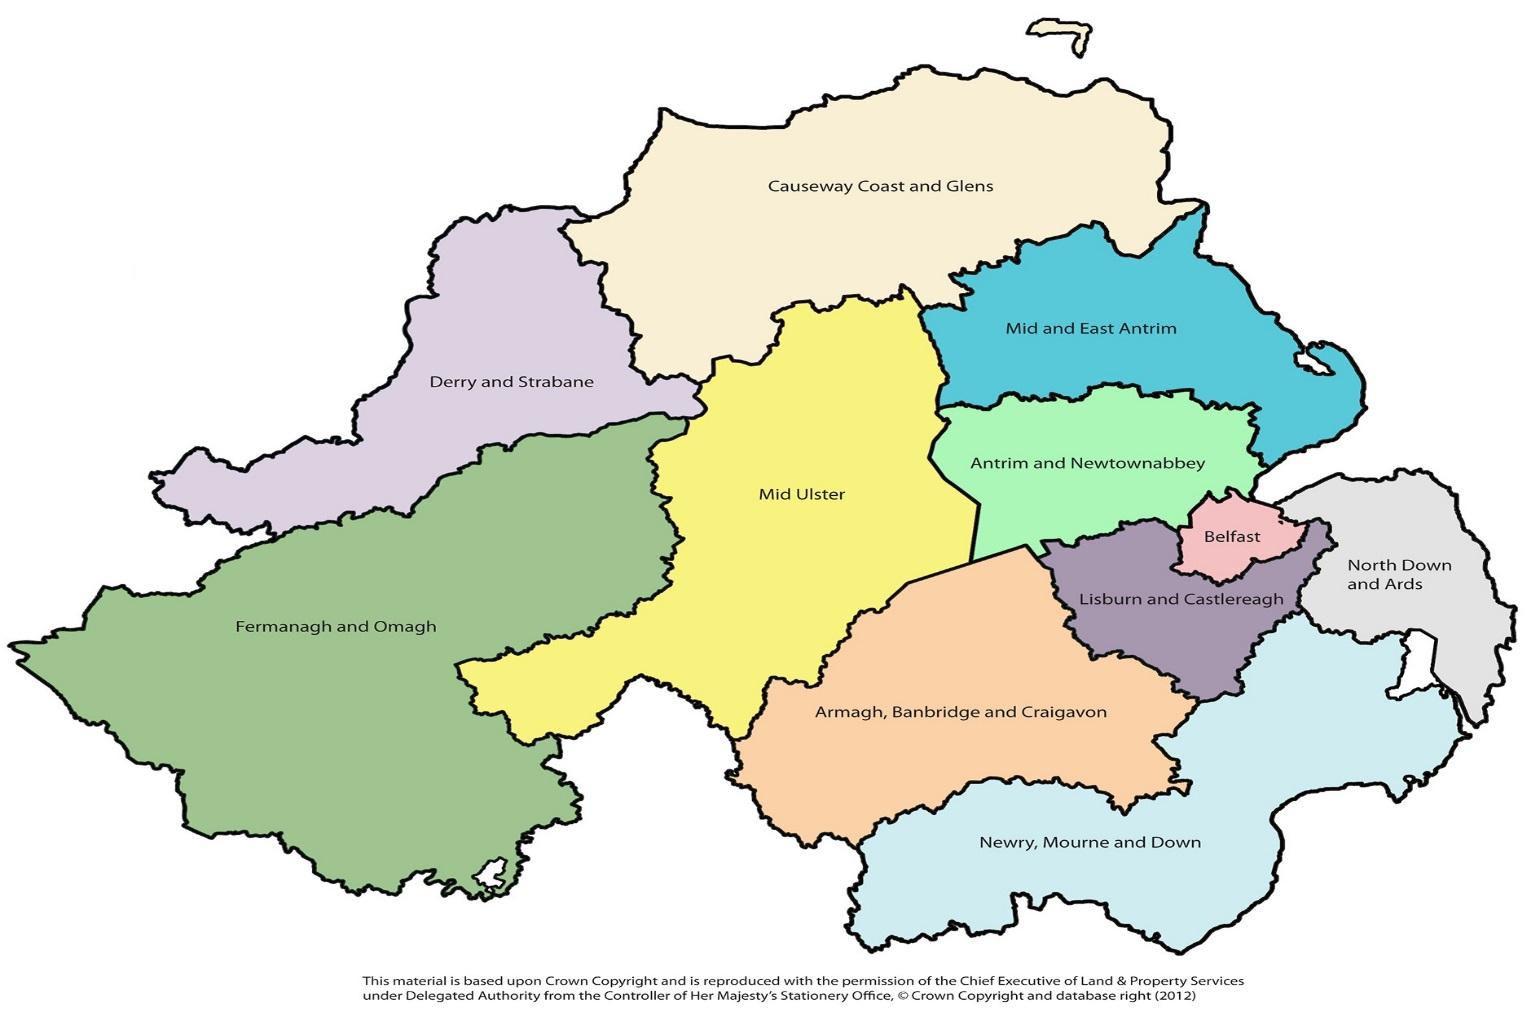 Causeway Coast and Glens
Mid and East Antrim
Derry and Strabane
Antrim and Newtownabbey
Mid Ulster
Belfast
North Down
and Ards
Lisburn and Castlereagh
Fermanagh and Omagh
Armagh, Banbridge and Craigavon
Newry, Mourne and Down
This material is based upon Crown Copyright and is reproduced with the permission of the Chief Executive of Land & Property Services
under Delegated Authority from the Controller of Her Majesty's Stationery Office, © Crown Copyright and database right (2012)